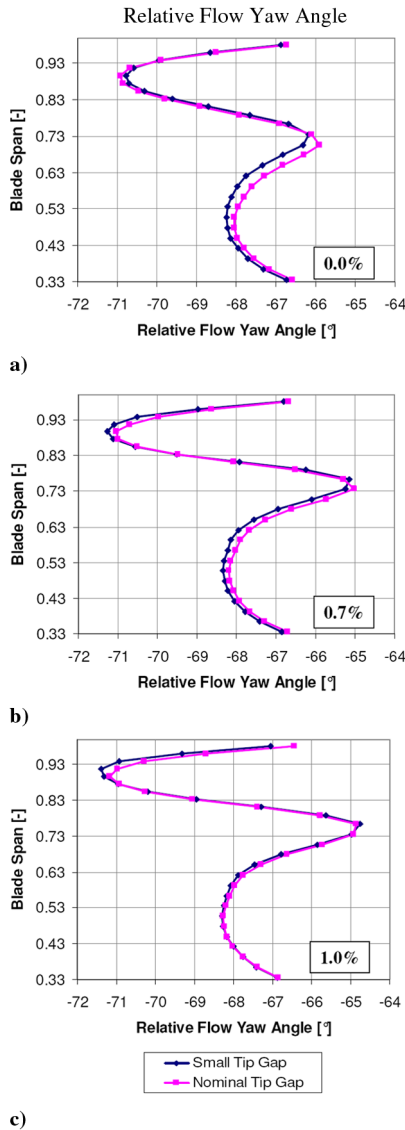 Relative Flow Yaw Angle
Blade Span [-]
0.93
0.83
0.73
0.63
0.53
0.43
0.33
0.0%
-72 -71 -70 -69 -68 -67 -66 -65 -64
Relative Flow Yaw Angle [°]
a)
Blade Span [-]
0.93
0.83
0.73
0.63
0.53
0.43
0.33
0.7%
-72 -71 -70 -69 -68 -67 -66 -65 -64
Relative Flow Yaw Angle [°]
b)
Blade Span [-]
0.93
0.83
0.73
0.63
0.53
0.43
0.33
1.0%
-72 -71 -70 -69 -68 -67 -66 -65 -64
Relative Flow Yaw Angle [°]
Small Tip Gap
Nominal Tip Gap
c)